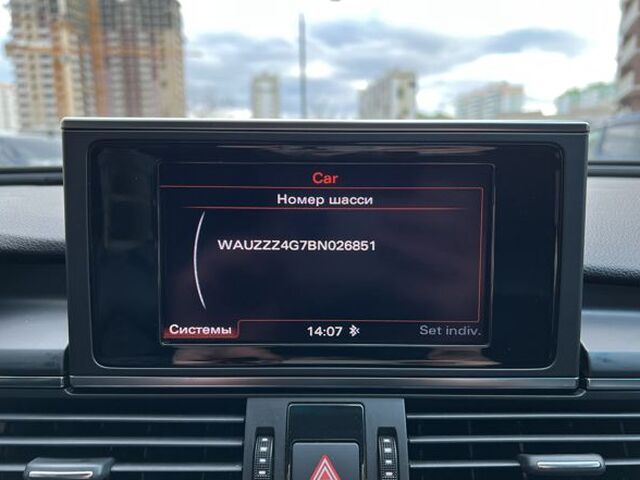 Car
Номер шасси
WAUZZZ4G7BN026851
Системы 14:07 Set indiv.